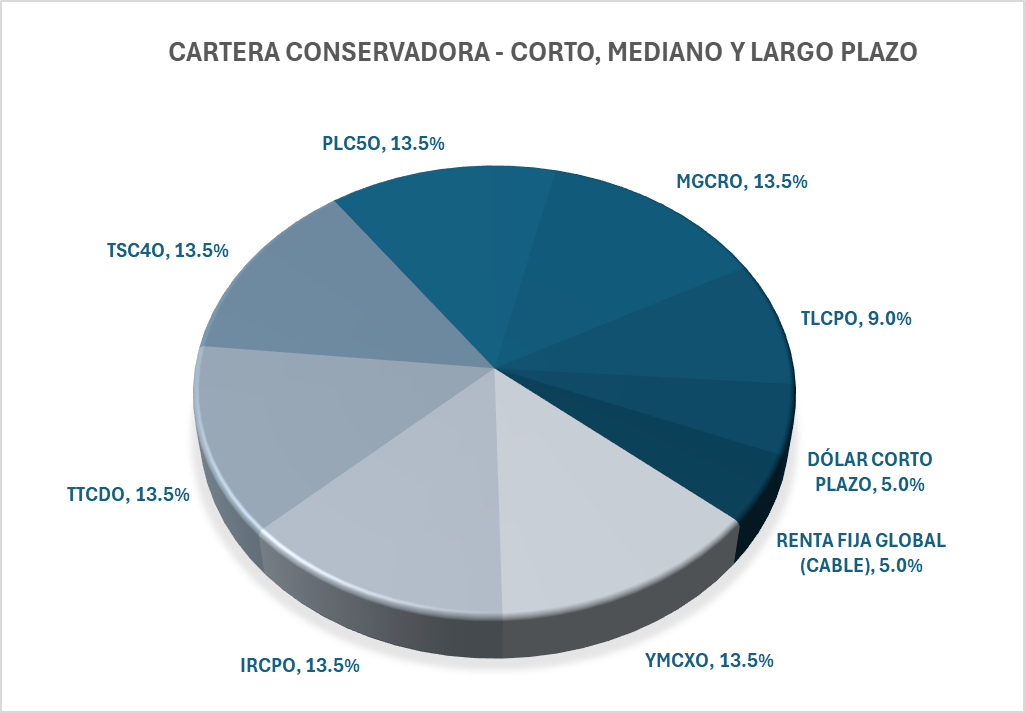 CARTERA CONSERVADORA - CORTO, MEDIANO Y LARGO PLAZO
PLC5O, 13.5%
MGCRO, 13.5%
TSC4O, 13.5%
TLCPO, 9.0%
DÓLAR CORTO
PLAZO, 5.0%
TTCDO, 13.5%
RENTA FIJA GLOBAL
(CABLE), 5.0%
IRCPO, 13.5%
YMCXO, 13.5%